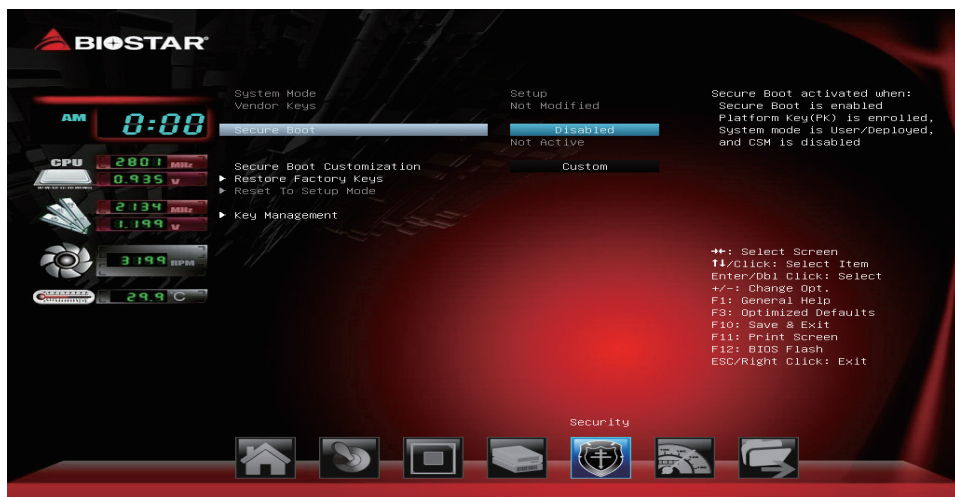 BIOSTAR
System Mode Setup
Vendor Keys Not Modified
Secure Boot Disabled
Not Active
Secure Boot Customization Custom
▶ Restore Factory Keys
▶ Reset To Setup Mode
▶ Key Management
AM 0:00
CPU 2801 MHz
0.935 V
2134 MHz
1.199 V
3199 RPM
29.9 C
Secure Boot activated when:
Secure Boot is enabled
Platform Key(PK) is enrolled,
System mode is User/Deployed,
and CSM is disabled
→←: Select Screen
↑↓/Click: Select Item
Enter/Dbl Click: Select
+/-: Change Opt.
F1: General Help
F3: Optimized Defaults
F10: Save & Exit
F11: Print Screen
F12: BIOS Flash
ESC/Right Click: Exit
Security